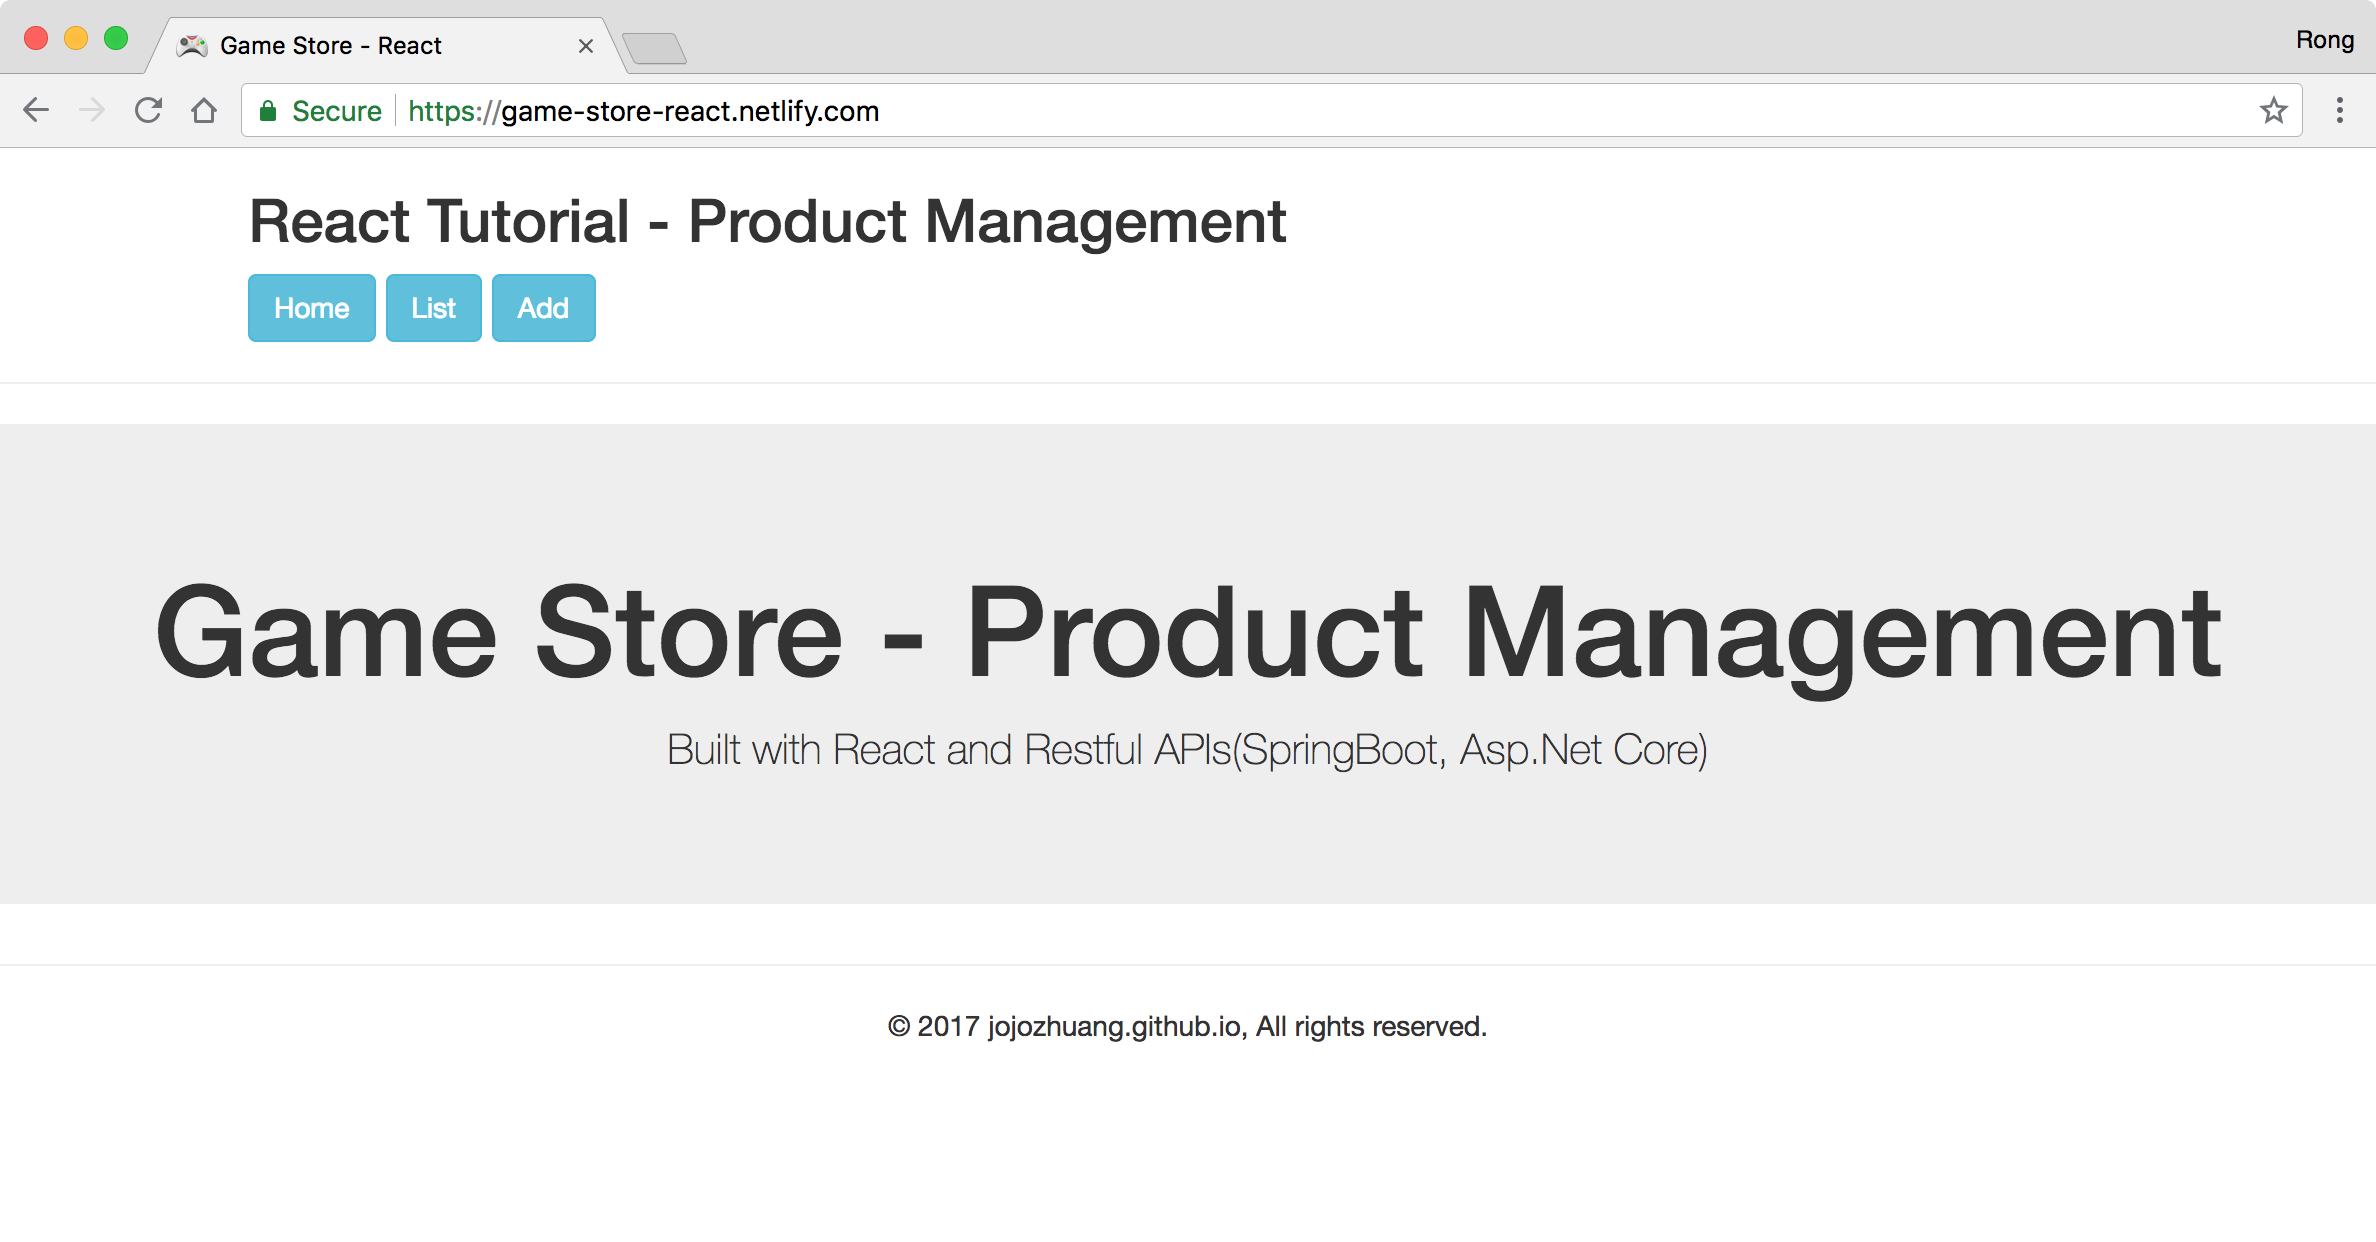 Game Store - React
Rong
Secure https://game-store-react.netlify.com
React Tutorial - Product Management
Home List Add
Game Store - Product Management
Built with React and Restful APIs(SpringBoot, Asp.Net Core)
© 2017 jojozhuang.github.io, All rights reserved.